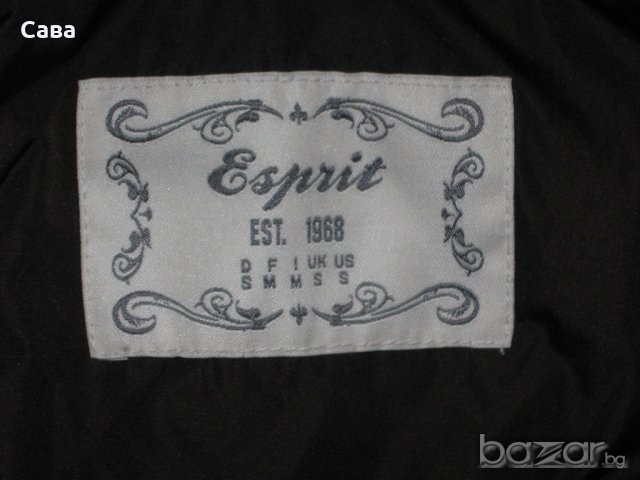 Сава
Esprit
EST. 1968
D F I UK US
S M M S S
bazar.bg